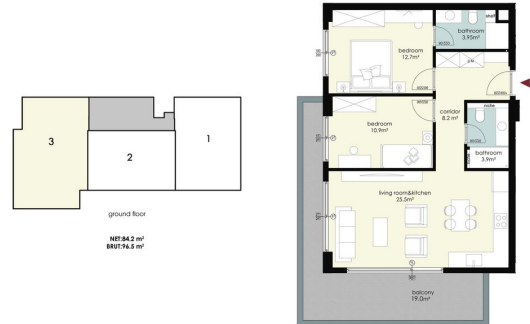 3
2
1
ground floor
NET:84.2 m²
BRUT:96.5 m²
bathroom
3.95m²
shelf
bedroom
12.7m²
corridor
8.2 m²
bedroom
10.9m²
niche
bathroom
3.9m²
living room&kitchen
25.5m²
balcony
19.0m²